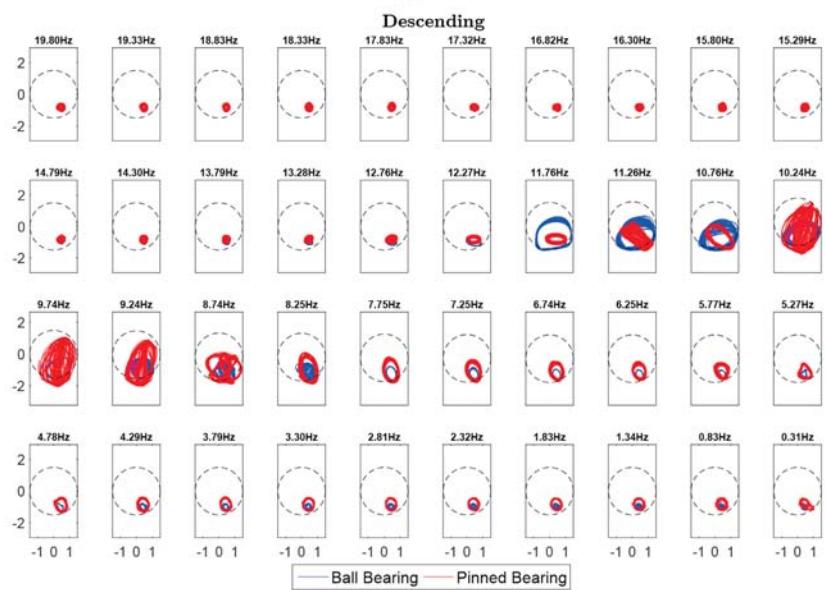 Descending
19.80Hz 19.33Hz 18.83Hz 18.33Hz 17.83Hz 17.32Hz 16.82Hz 16.30Hz 15.80Hz 15.29Hz
2
0
-2
14.79Hz 14.30Hz 13.79Hz 13.28Hz 12.76Hz 12.27Hz 11.76Hz 11.26Hz 10.76Hz 10.24Hz
2
0
-2
9.74Hz 9.24Hz 8.74Hz 8.25Hz 7.75Hz 7.25Hz 6.74Hz 6.25Hz 5.77Hz 5.27Hz
2
0
-2
4.78Hz 4.29Hz 3.79Hz 3.30Hz 2.81Hz 2.32Hz 1.83Hz 1.34Hz 0.83Hz 0.31Hz
2
0
-2
-1 0 1 -1 0 1 -1 0 1 -1 0 1 -1 0 1 -1 0 1 -1 0 1 -1 0 1 -1 0 1 -1 0 1
Ball Bearing Pinned Bearing